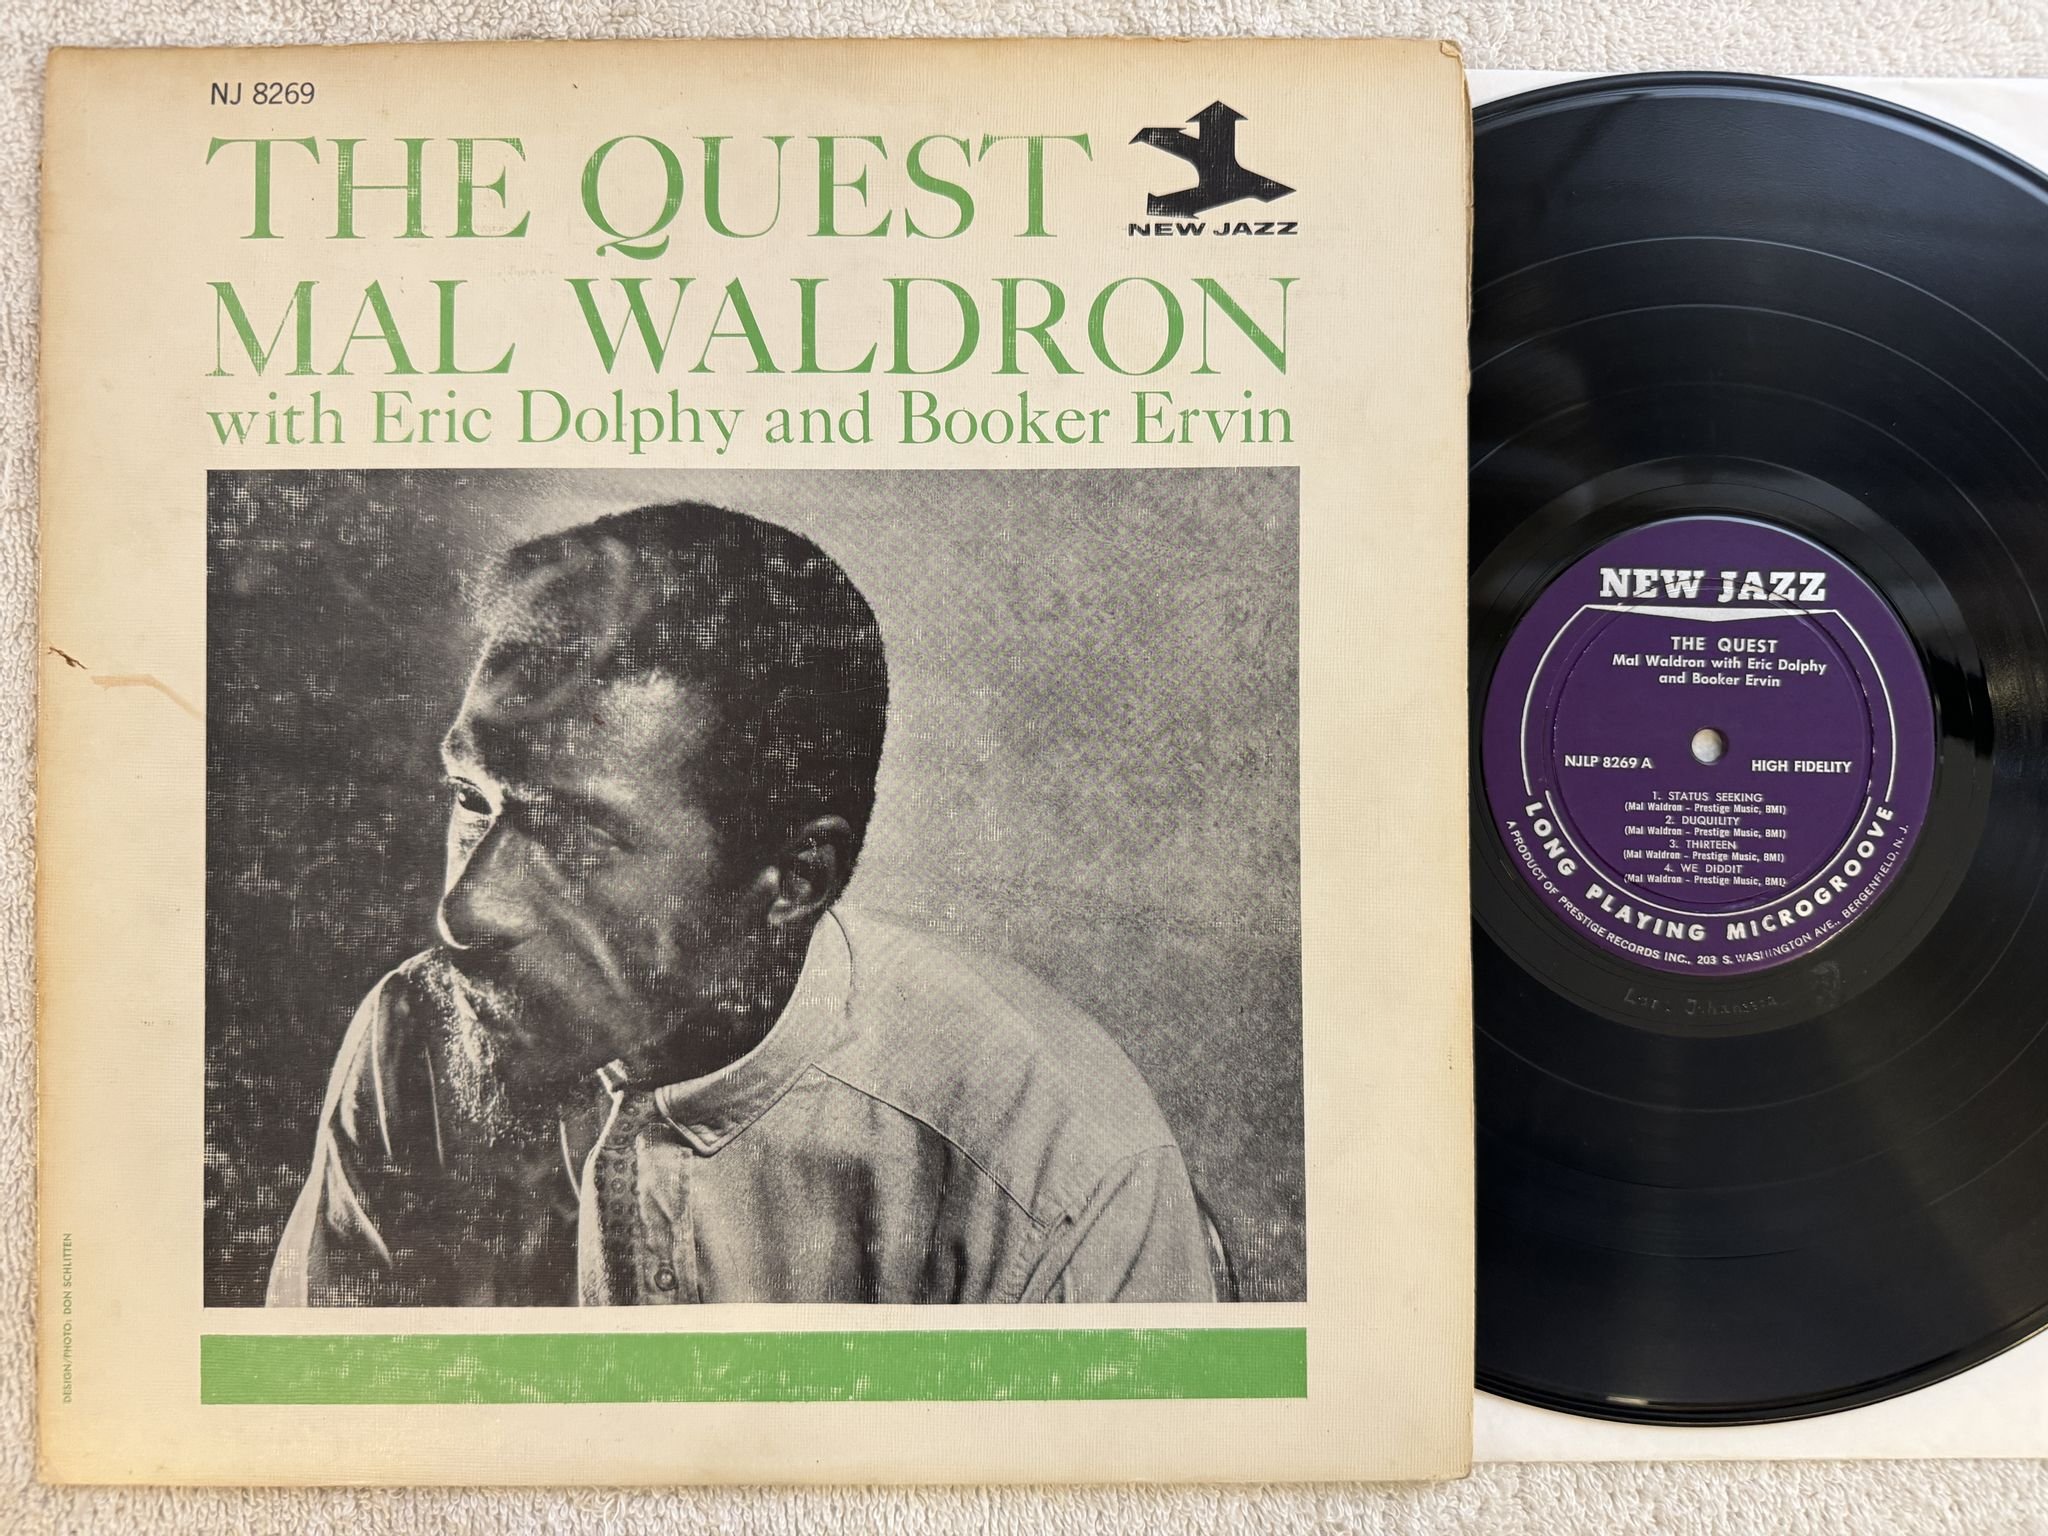 NJ 8269
THE QUEST
NEW JAZZ
MAL WALDRON
with Eric Dolphy and Booker Ervin
DESIGN/PHOTO: DON SCHLITTEN
NEW JAZZ
THE QUEST
Mal Waldron with Eric Dolphy
and Booker Ervin
NJLP 8269 A
HIGH FIDELITY
1. STATUS SEEKING
(Mal Waldron - Prestige Music, BMI)
2. DUQUILITY
(Mal Waldron - Prestige Music, BMI)
3. THIRTEEN
(Mal Waldron - Prestige Music, BMI)
4. WE DIDDIT
(Mal Waldron - Prestige Music, BMI)
LONG PLAYING MICROGROOVE
A PRODUCT OF PRESTIGE RECORDS INC., 203 S. WASHINGTON AVE., BERGENFIELD, N. J.